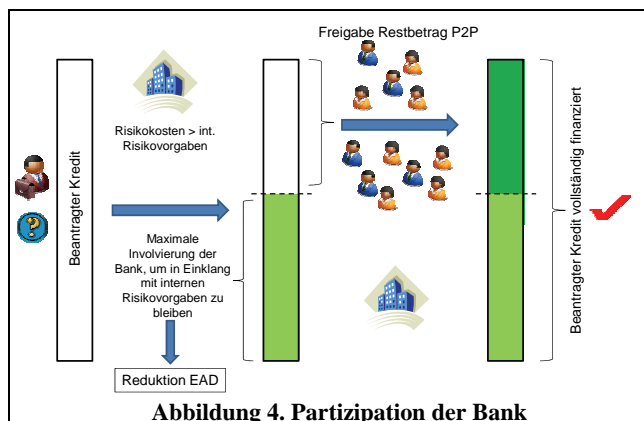 Freigabe Restbetrag P2P
Beantragter Kredit
Risikokosten > int.
Risikovorgaben
Maximale
Involvierung der
Bank, um in Einklang
mit internen
Risikovorgaben zu
bleiben
Reduktion EAD
Beantragter Kredit vollständig finanziert
?
Abbildung 4. Partizipation der Bank